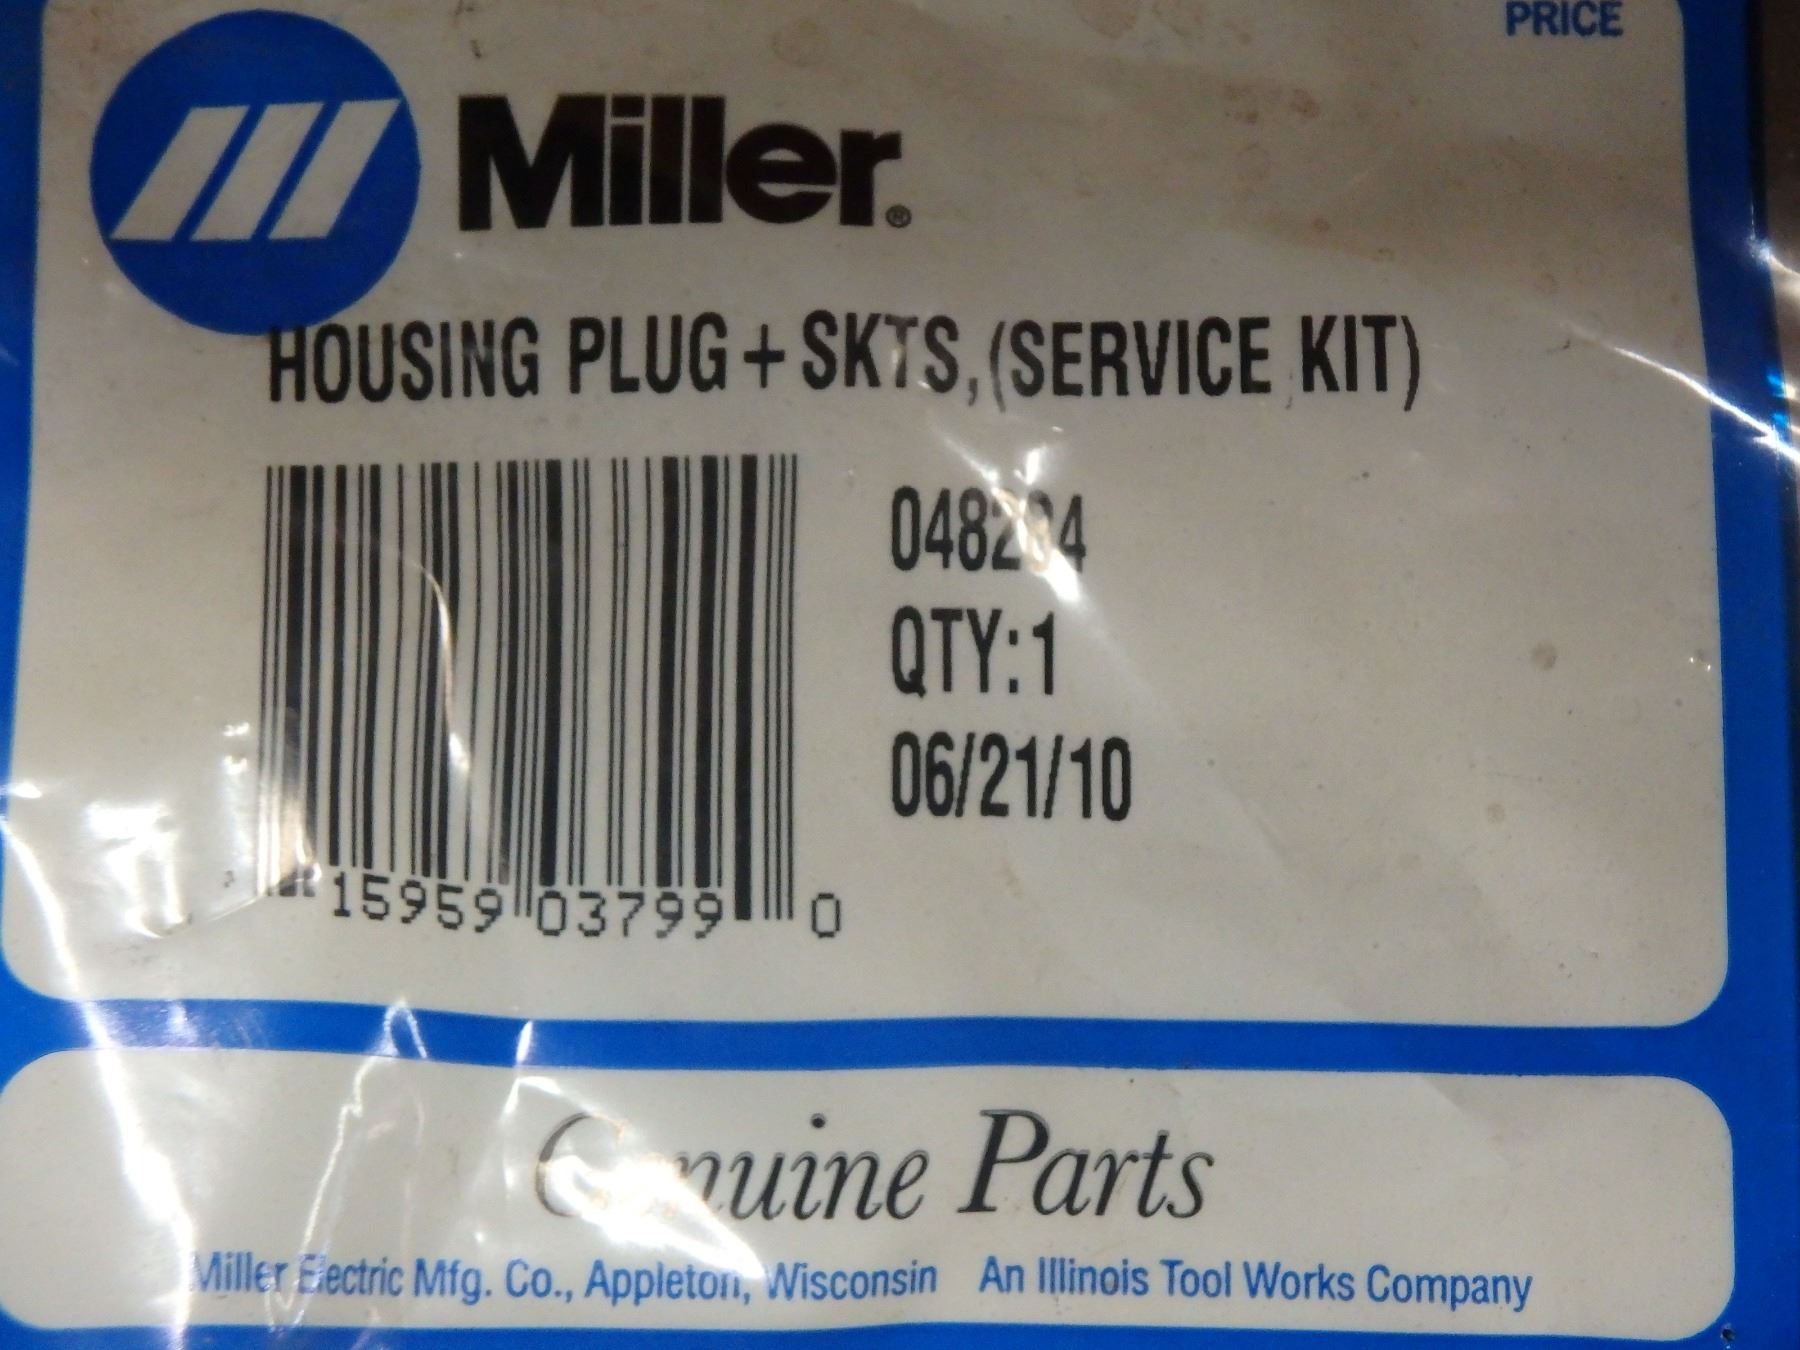 PRICE
Miller®
HOUSING PLUG + SKTS, (SERVICE KIT)
QTY:1
06/21/10
15959 03799 0
Genuine Parts
Miller Electric Mfg. Co., Appleton, Wisconsin An Illinois Tool Works Company